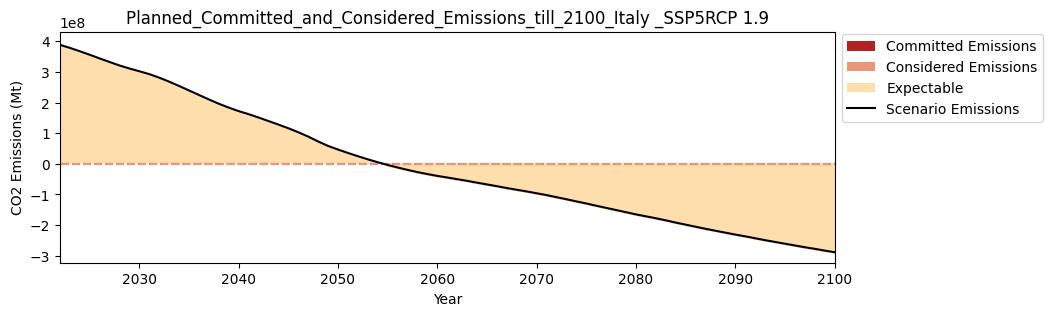 Planned_Committed_and_Considered_Emissions_till_2100_Italy _SSP5RCP 1.9
1e8
4
3
2
1
0
−1
−2
−3
CO2 Emissions (Mt)
2030 2040 2050 2060 2070 2080 2090 2100
Year
Committed Emissions
Considered Emissions
Expectable
Scenario Emissions